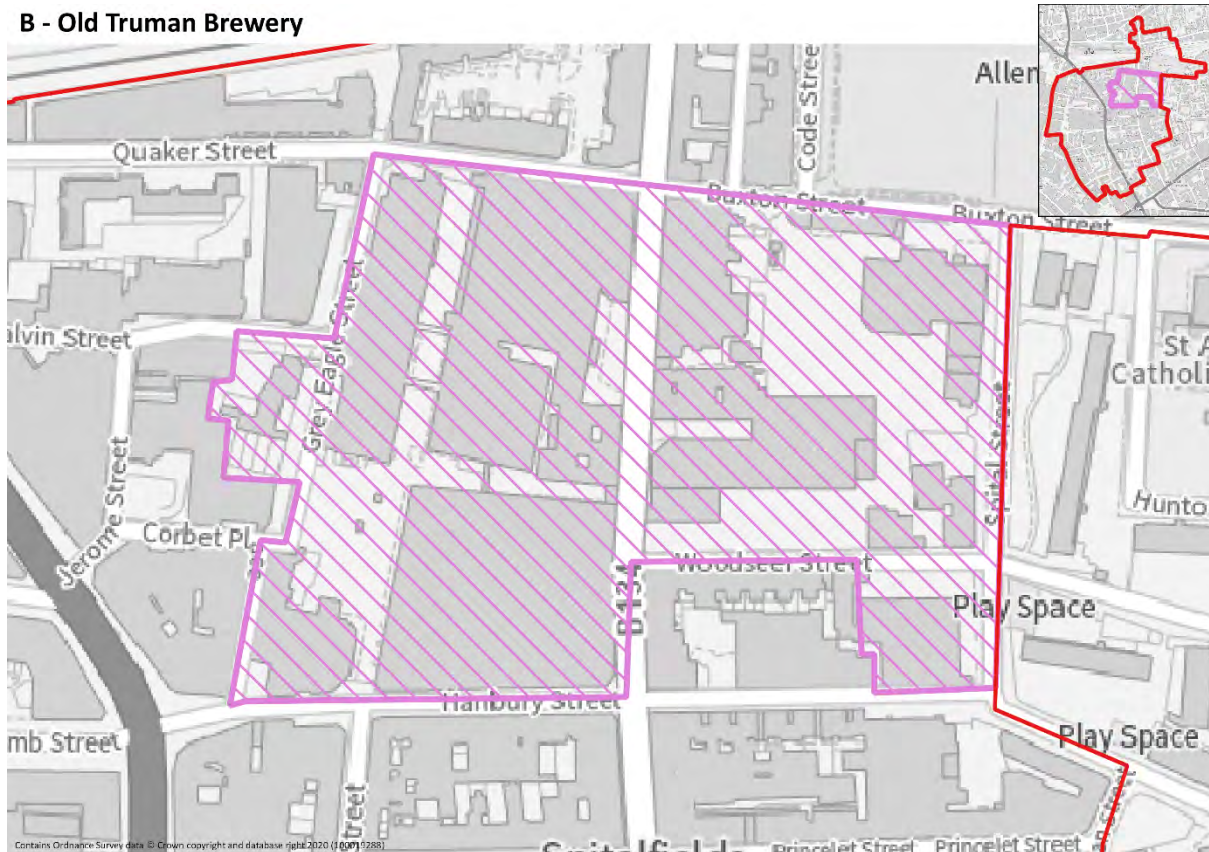 B - Old Truman Brewery
Allen
Code Street
Quaker Street
Buxton Street
Buxton Street
alvin Street
Grey Eagle Street
St A
Catholi
Spital Street
Hunto
Jerome Street
Corbet Pl
Woodseer Street
B134
Play Space
Hanbury Street
mb Street
Play Space
Street
Princelet Street
Princelet Street
Spitalfields
Contains Ordnance Survey data © Crown copyright and database right 2020 (100019288)